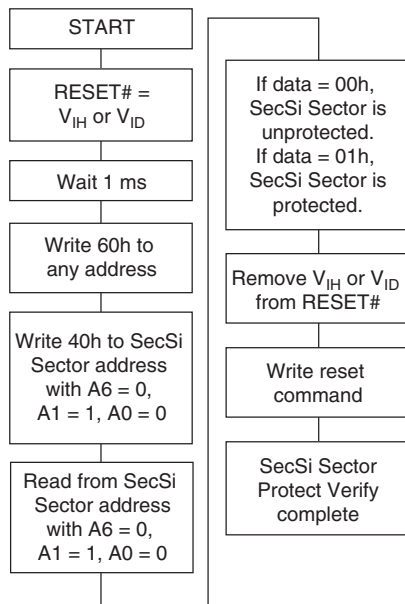 START
RESET# =
V_IH or V_ID
Wait 1 ms
Write 60h to
any address
Write 40h to SecSi
Sector address
with A6 = 0,
A1 = 1, A0 = 0
Read from SecSi
Sector address
with A6 = 0,
A1 = 1, A0 = 0
If data = 00h,
SecSi Sector is
unprotected.
If data = 01h,
SecSi Sector is
protected.
Remove V_IH or V_ID
from RESET#
Write reset
command
SecSi Sector
Protect Verify
complete